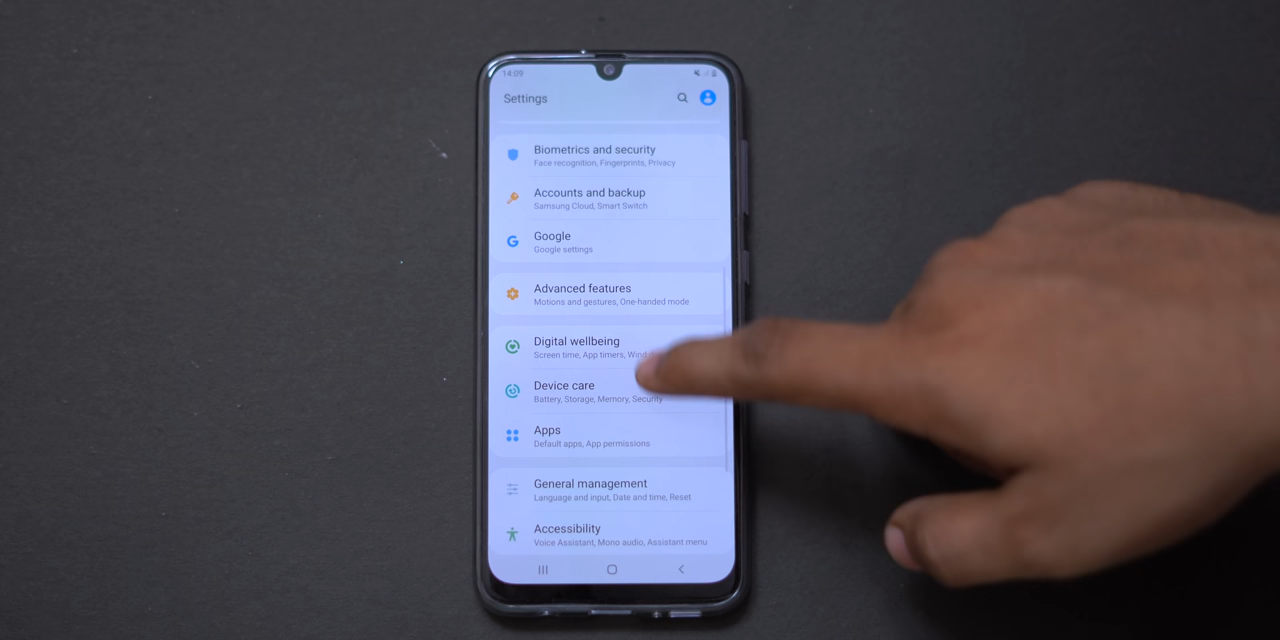 14:09
Settings
Biometrics and security
Face recognition, Fingerprints, Privacy
Accounts and backup
Samsung Cloud, Smart Switch
Google
Google settings
Advanced features
Motions and gestures, One-handed mode
Digital wellbeing
Screen time, App timers,
Device care
Battery, Storage, Memory, Security
Apps
Default apps, App permissions
General management
Language and input, Date and time, Reset
Accessibility
Voice Assistant, Mono audio, Assistant menu